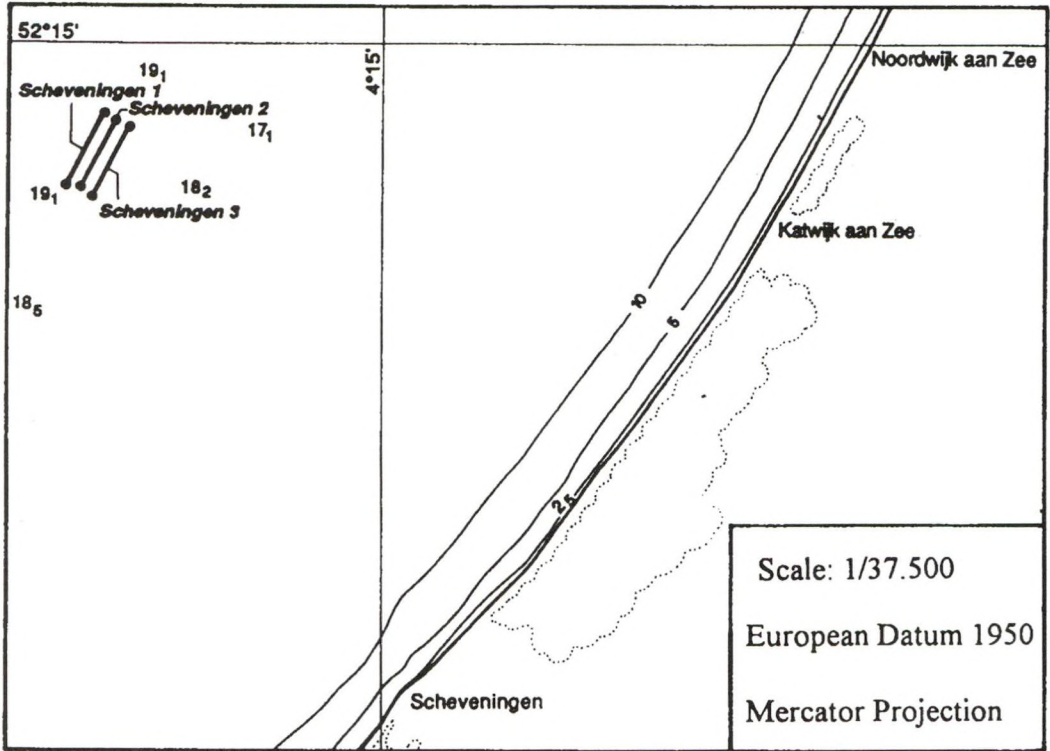 52°15'
4°15'
Noordwijk aan Zee
19₁
Scheveningen 1
Scheveningen 2
17₁
19₁
18₂
Scheveningen 3
Katwijk aan Zee
18₅
10
5
2.5
Scheveningen
Scale: 1/37.500
European Datum 1950
Mercator Projection